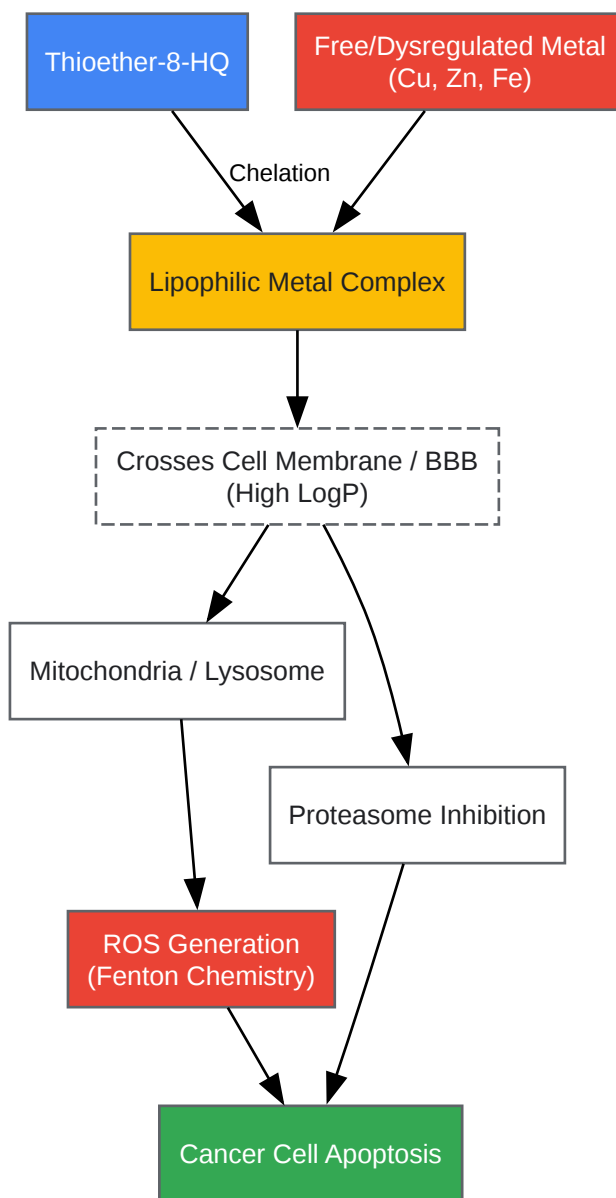 Thioether-8-HQ
Free/Dysregulated Metal
(Cu, Zn, Fe)
Chelation
Lipophilic Metal Complex
Crosses Cell Membrane / BBB
(High LogP)
Mitochondria / Lysosome
Proteasome Inhibition
ROS Generation
(Fenton Chemistry)
Cancer Cell Apoptosis